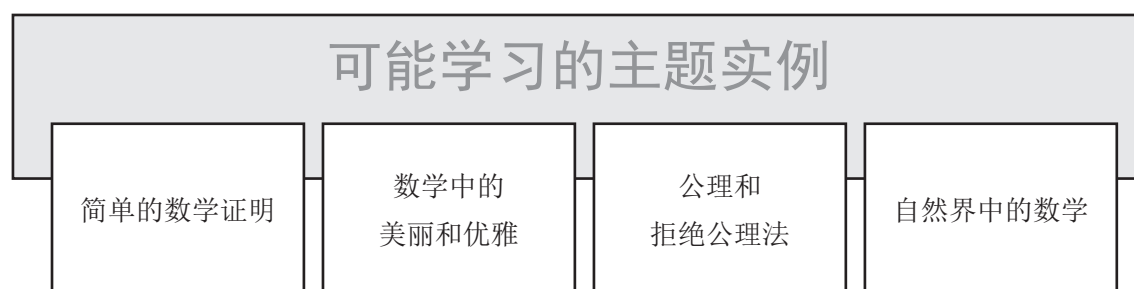 可能学习的主题实例
简单的数学证明
数学中的
美丽和优雅
公理和
拒绝公理法
自然界中的数学